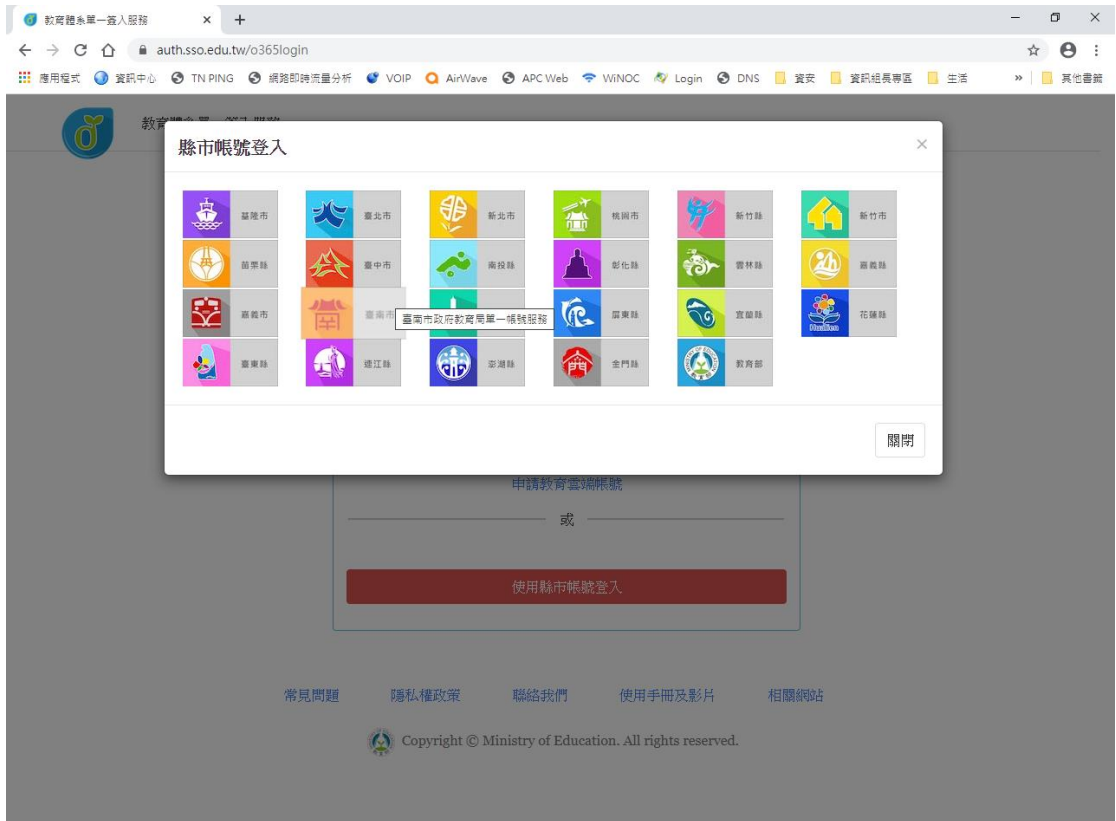 教育體系單一簽入服務
auth.sso.edu.tw/o365login
應用程式 資訊中心 TN PING 網路即時流量分析 VOIP AirWave APC Web WiNOC Login DNS 資安 資訊組長專區 生活 » 其他書籤
縣市帳號登入
基隆市 臺北市 新北市 桃園市 新竹縣 新竹市
苗栗縣 臺中市 南投縣 彰化縣 雲林縣 嘉義縣
嘉義市 臺南市 臺南市政府教育局單一帳號服務 屏東縣 宜蘭縣 Hualien 花蓮縣
臺東縣 連江縣 澎湖縣 金門縣 教育部
關閉
申請教育雲端帳號
或
使用縣市帳號登入
常見問題 隱私權政策 聯絡我們 使用手冊及影片 相關網站
Copyright © Ministry of Education. All rights reserved.